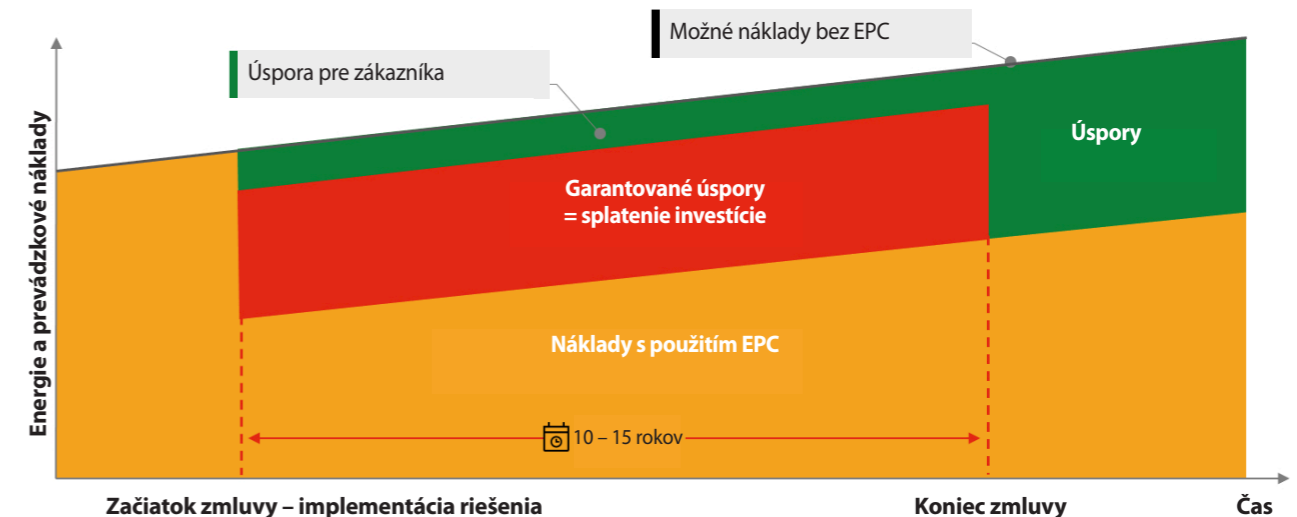 Možné náklady bez EPC
Úspora pre zákazníka
Energie a prevádzkové náklady
Úspory
Garantované úspory
= splatenie investície
Náklady s použitím EPC
10 – 15 rokov
Začiatok zmluvy – implementácia riešenia
Koniec zmluvy
Čas